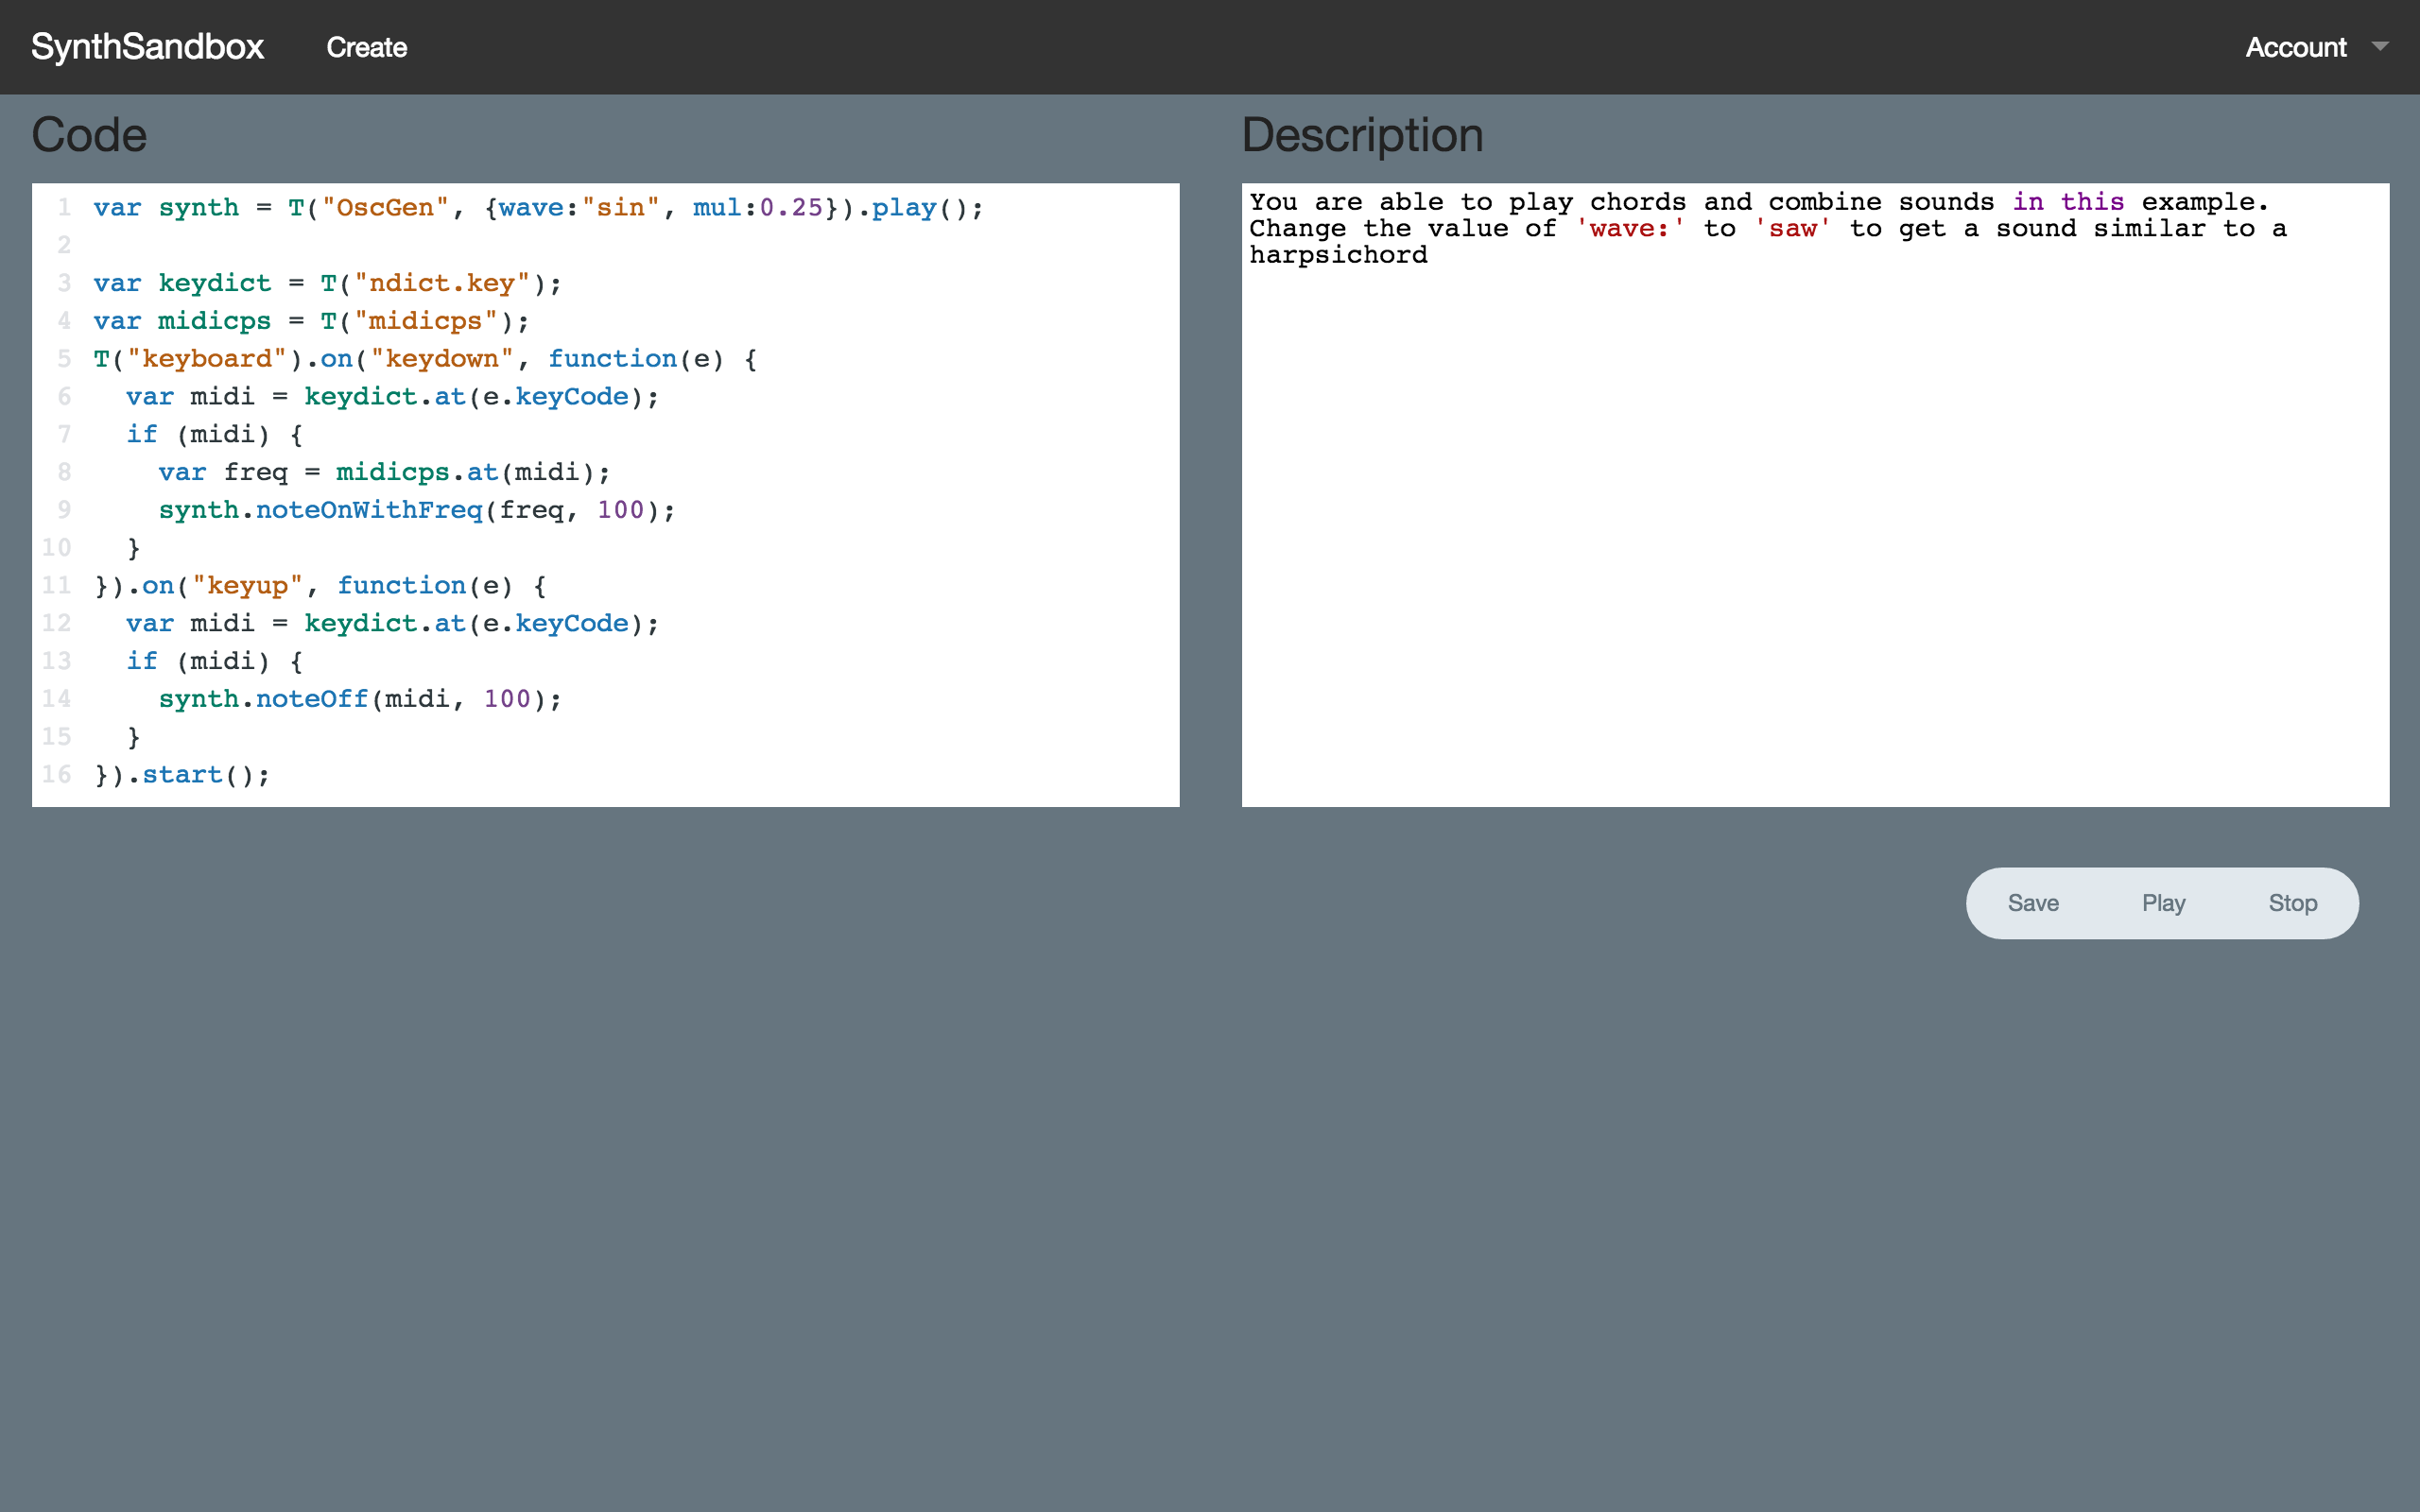 SynthSandbox Create Account
Code
1 var synth = T("OscGen", {wave:"sin", mul:0.25}).play();
2
3 var keydict = T("ndict.key");
4 var midicps = T("midicps");
5 T("keyboard").on("keydown", function(e) {
6   var midi = keydict.at(e.keyCode);
7   if (midi) {
8     var freq = midicps.at(midi);
9     synth.noteOnWithFreq(freq, 100);
10   }
11 }).on("keyup", function(e) {
12   var midi = keydict.at(e.keyCode);
13   if (midi) {
14     synth.noteOff(midi, 100);
15   }
16 }).start();
Description
You are able to play chords and combine sounds in this example.
Change the value of 'wave:' to 'saw' to get a sound similar to a
harpsichord
Save Play Stop